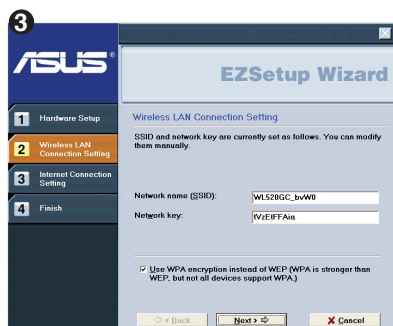 3
ASUS®
EZSetup Wizard
1 Hardware Setup
2 Wireless LAN
Connection Setting
3 Internet Connection
Setting
4 Finish
Wireless LAN Connection Setting
SSID and network key are currently set as follows. You can modify
them manually.
Network name (SSID): WL520GC_bvW0
Network key: fVzEtFFAia
Use WPA encryption instead of WEP (WPA is stronger than
WEP, but not all devices support WPA.)
< Back Next > Cancel